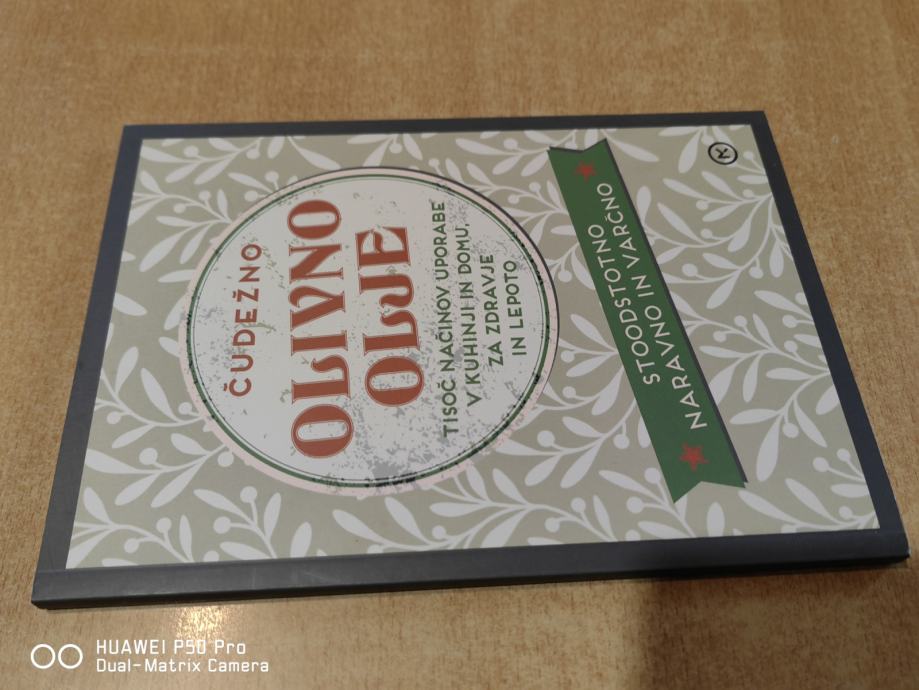 ČUDEŽNO
OLIVNO
OLJE
TISOČ NAČINOV UPORABE
V KUHINJI IN DOMU,
ZA ZDRAVJE
IN LEPOTO
STOODSTOTNO
NARAVNO IN VARČNO
HUAWEI P50 Pro
Dual-Matrix Camera